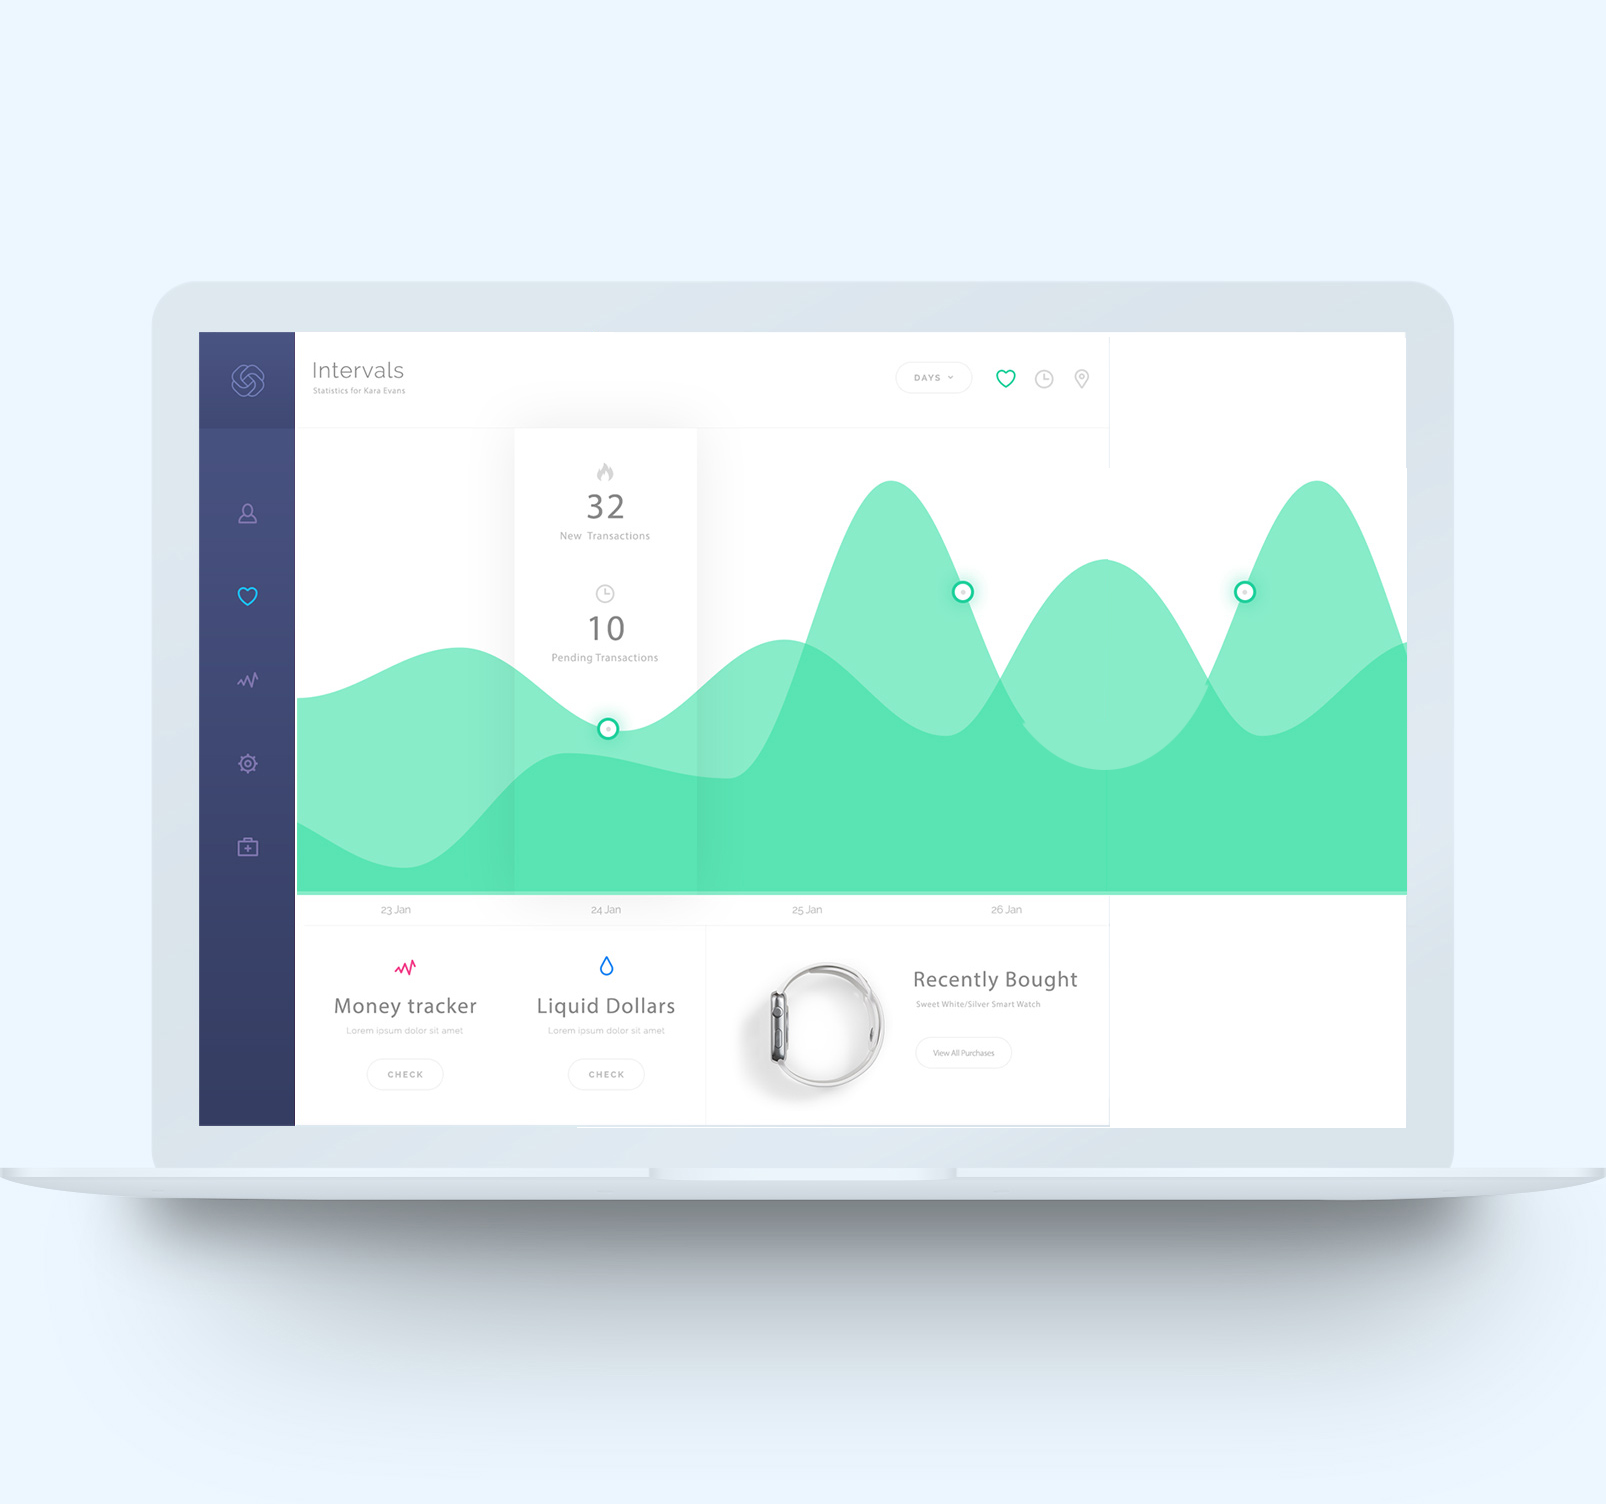 Intervals
Statistics for Kara Evans
DAYS
32
New Transactions
10
Pending Transactions
23 Jan
24 Jan
25 Jan
26 Jan
Money tracker
Lorem ipsum dolor sit amet
CHECK
Liquid Dollars
Lorem ipsum dolor sit amet
CHECK
Recently Bought
Sweet White/Silver Smart Watch
View All Purchases